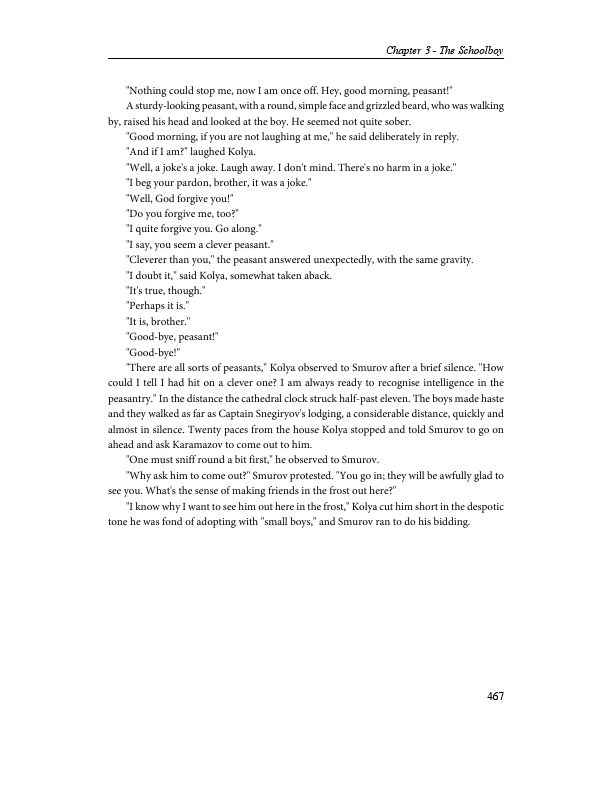 Chapter 3 - The Schoolboy
"Nothing could stop me, now I am once off. Hey, good morning, peasant!"
A sturdy-looking peasant, with a round, simple face and grizzled beard, who was walking
by, raised his head and looked at the boy. He seemed not quite sober.
"Good morning, if you are not laughing at me," he said deliberately in reply.
"And if I am?" laughed Kolya.
"Well, a joke's a joke. Laugh away. I don't mind. There's no harm in a joke."
"I beg your pardon, brother, it was a joke."
"Well, God forgive you!"
"Do you forgive me, too?"
"I quite forgive you. Go along."
"I say, you seem a clever peasant."
"Cleverer than you," the peasant answered unexpectedly, with the same gravity.
"I doubt it," said Kolya, somewhat taken aback.
"It's true, though."
"Perhaps it is."
"It is, brother."
"Good-bye, peasant!"
"Good-bye!"
"There are all sorts of peasants," Kolya observed to Smurov after a brief silence. "How
could I tell I had hit on a clever one? I am always ready to recognise intelligence in the
peasantry." In the distance the cathedral clock struck half-past eleven. The boys made haste
and they walked as far as Captain Snegiryov's lodging, a considerable distance, quickly and
almost in silence. Twenty paces from the house Kolya stopped and told Smurov to go on
ahead and ask Karamazov to come out to him.
"One must sniff round a bit first," he observed to Smurov.
"Why ask him to come out?" Smurov protested. "You go in; they will be awfully glad to
see you. What's the sense of making friends in the frost out here?"
"I know why I want to see him out here in the frost," Kolya cut him short in the despotic
tone he was fond of adopting with "small boys," and Smurov ran to do his bidding.
467